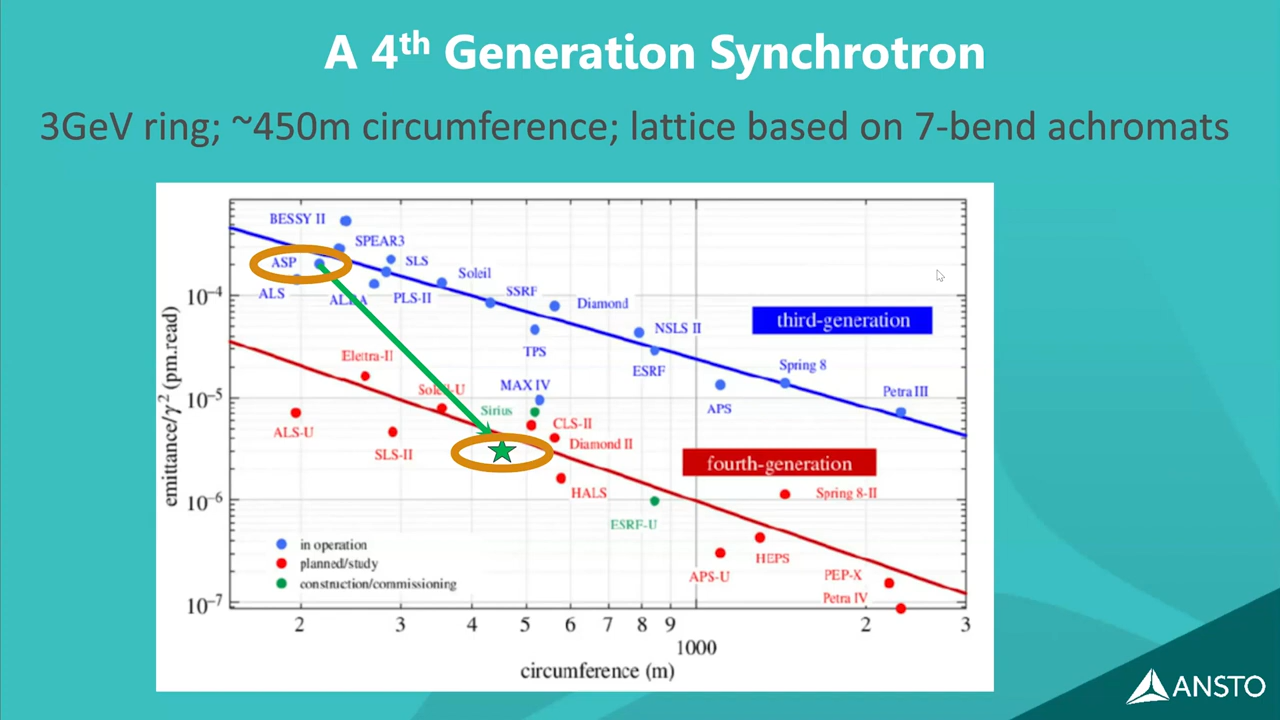 A 4th Generation Synchrotron
3GeV ring; ~450m circumference; lattice based on 7-bend achromats
BESSY II
SPEAR3
ASP
SLS
Soleil
ALS
PLS-II
SSRF
Diamond
third-generation
NSLS II
TPS
Elettra-II
ESRF
Spring 8
MAX IV
Petra III
APS
Sirius
CLS-II
ALS-U
Diamond II
SLS-II
fourth-generation
HALS
Spring 8-II
ESRF-U
in operation
planned/study
construction/commissioning
HEPS
APS-U
PEP-X
Petra IV
emittance/γ² (pm.read)
10⁻⁴
10⁻⁵
10⁻⁶
10⁻⁷
2 3 4 5 6 7 8 9 2 3
1000
circumference (m)
ANSTO